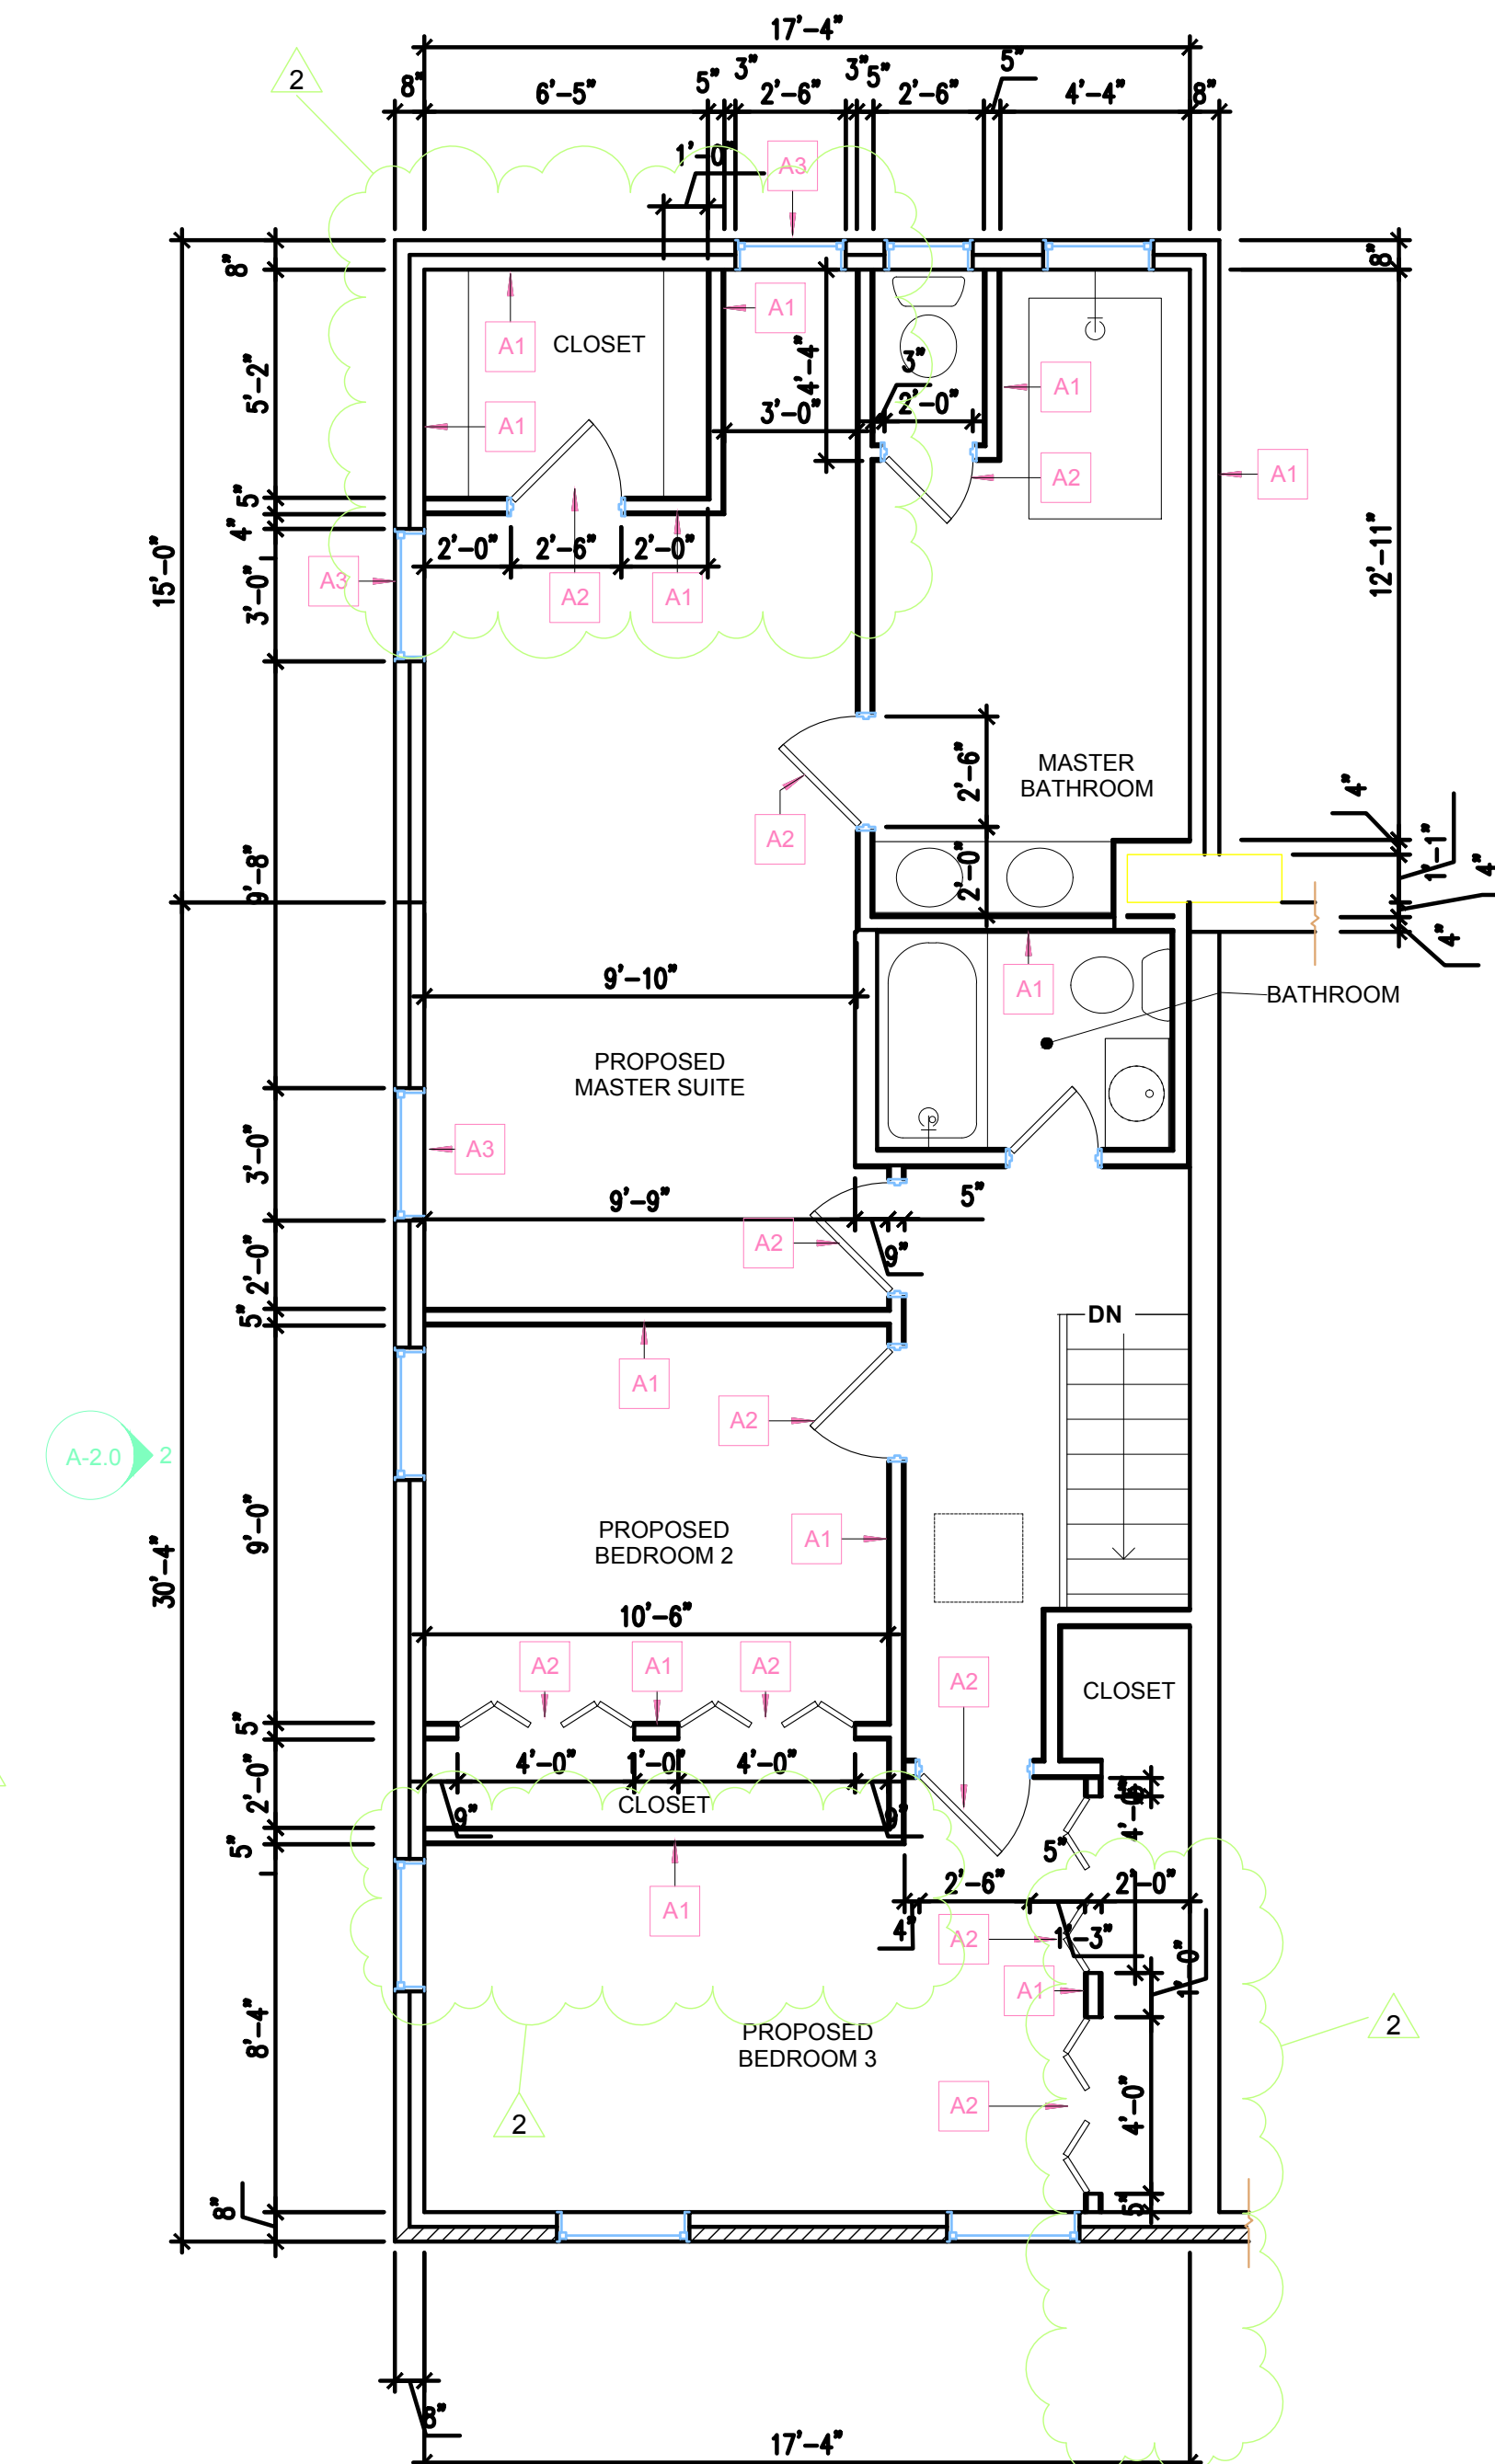 17'-4"
2
8"
6'-5"
5"
3"
2'-6"
3"
5"
2'-6"
5"
4'-4"
8"
1'-0"
A3
8"
8"
A1
A1
CLOSET
5'-2"
4'-4"
3"
3'-0"
2'-0"
A1
A1
A2
A1
5"
4"
2'-0"
2'-6"
2'-0"
15'-0"
3'-0"
A3
A2
A1
12'-11"
MASTER
BATHROOM
2'-6"
A2
4"
1'-1"
4"
4"
9'-8"
2'-0"
9'-10"
A1
BATHROOM
PROPOSED
MASTER SUITE
3'-0"
A3
9'-9"
5"
A2
9"
2'-0"
5"
DN
A1
A2
A-2.0
2
9'-0"
PROPOSED
BEDROOM 2
A1
30'-4"
10'-6"
A2
A1
A2
A2
CLOSET
5"
4'-0"
1'-0"
4'-0"
2'-0"
CLOSET
9"
9"
4'-0"
5"
5"
2'-6"
2'-0"
A1
4"
A2
1'-3"
A1
1'-0"
8'-4"
PROPOSED
BEDROOM 3
2
2
A2
4'-0"
8"
5"
8"
17'-4"